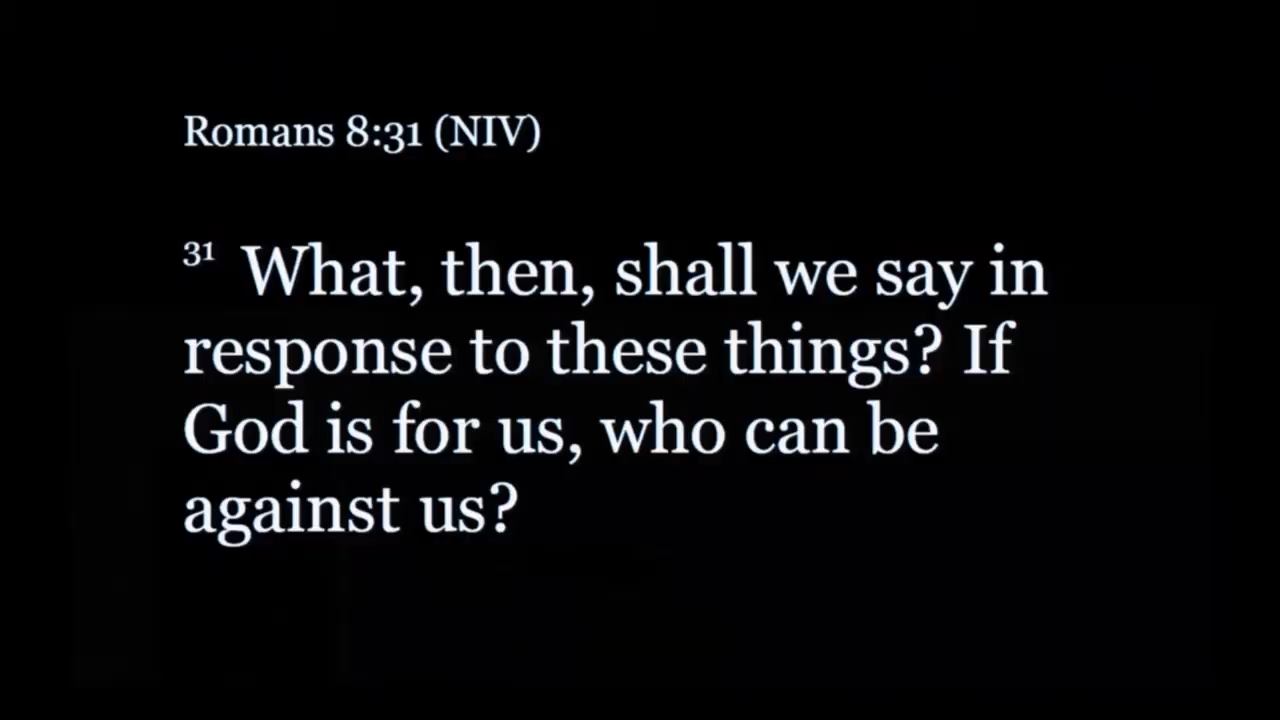 Romans 8:31 (NIV)
31 What, then, shall we say in
response to these things? If
God is for us, who can be
against us?